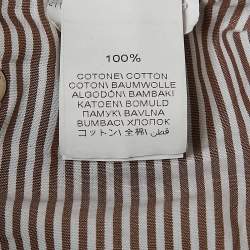 100%
COTONE\ COTTON
COTON\ BAUMWOLLE
ALGODÓN\ BAMBAKI
KATOEN\ BOMULD
ПАМУК\ BAVLNA
BUMBAC\ ХЛОПОК
コットン\ 全棉\ قطن